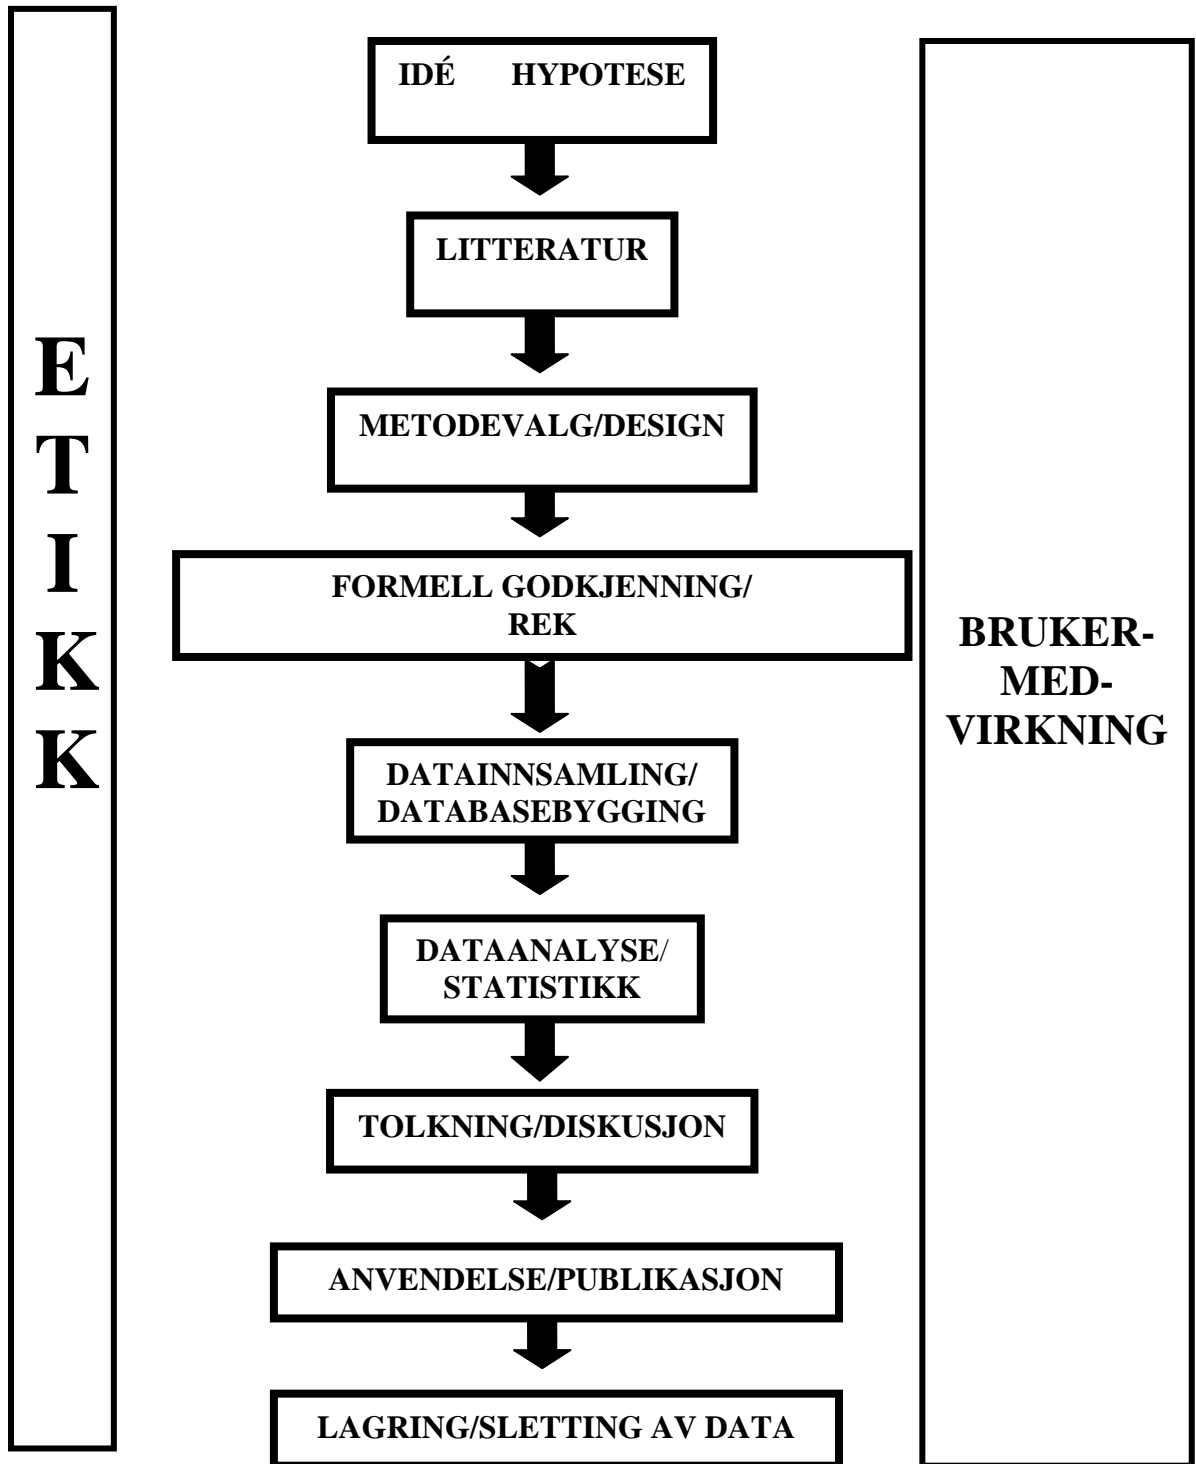 E
T
I
K
K
IDÉ HYPOTESE
LITTERATUR
METODEVALG/DESIGN
FORMELL GODKJENNING/
REK
DATAINNSAMLING/
DATABASEBYGGING
DATAANALYSE/
STATISTIKK
TOLKNING/DISKUSJON
ANVENDELSE/PUBLIKASJON
LAGRING/SLETTING AV DATA
BRUKER-
MED-
VIRKNING